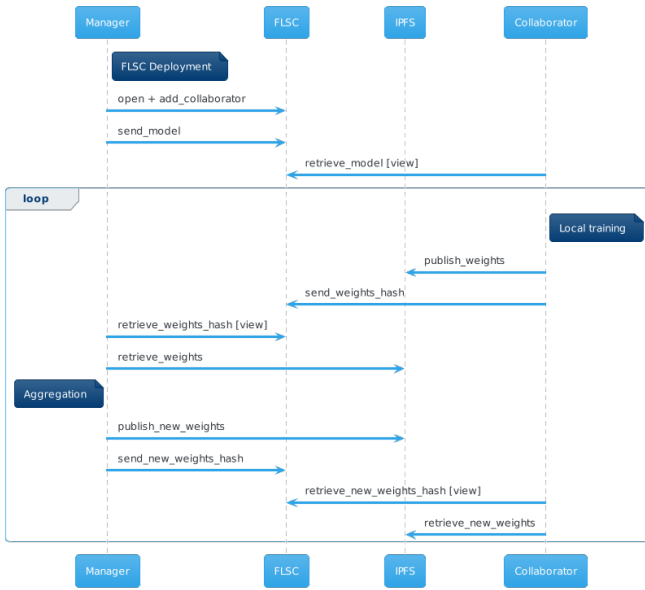 Manager FLSC IPFS Collaborator
FLSC Deployment
open + add_collaborator
send_model
retrieve_model [view]
loop
Local training
publish_weights
send_weights_hash
retrieve_weights_hash [view]
retrieve_weights
Aggregation
publish_new_weights
send_new_weights_hash
retrieve_new_weights_hash [view]
retrieve_new_weights
Manager FLSC IPFS Collaborator